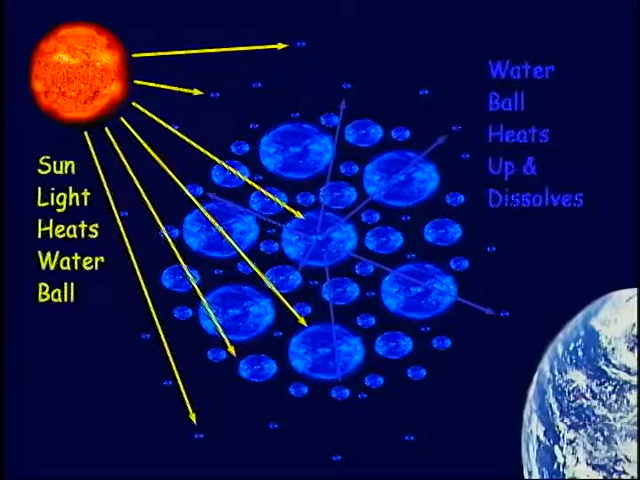 Sun
Light
Heats
Water
Ball
Water
Ball
Heats
Up &
Dissolves